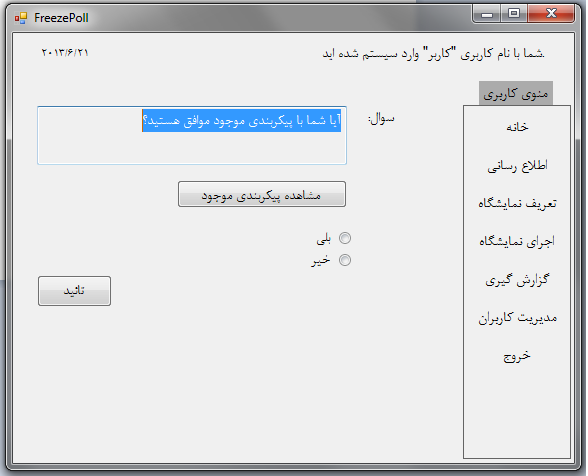 FreezePoll
شما با نام کاربری "کاربر" وارد سیستم شده اید.
۲۰۱۳/۶/۲۱
منوی کاربری
خانه
اطلاع رسانی
تعریف نمایشگاه
اجرای نمایشگاه
گزارش گیری
مدیریت کاربران
خروج
سوال:
آیا شما با پیکربندی موجود موافق هستید؟
مشاهده پیکربندی موجود
بلی
خیر
تائید